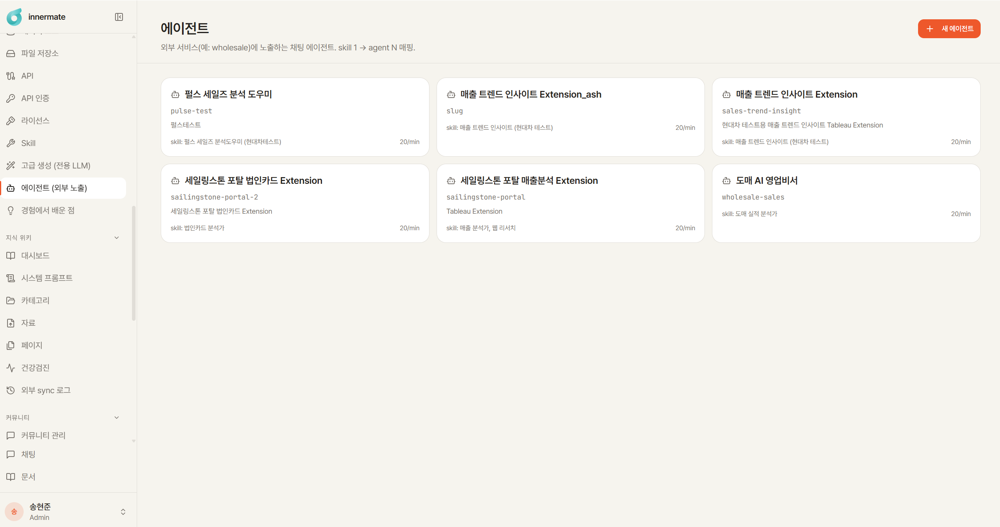 innermate
파일 저장소
API
API 인증
라이선스
Skill
고급 생성 (전용 LLM)
에이전트 (외부 노출)
경험에서 배운 점
지식 위키
대시보드
시스템 프롬프트
카테고리
자료
페이지
건강검진
외부 sync 로그
커뮤니티
커뮤니티 관리
채팅
문서
송
송현준
Admin
에이전트
외부 서비스(예: wholesale)에 노출하는 채팅 에이전트. skill 1 → agent N 매핑.
새 에이전트
펄스 세일즈 분석 도우미
pulse-test
펄스테스트
skill: 펄스 세일즈 분석도우미 (현대차테스트) 20/min
매출 트렌드 인사이트 Extension_ash
slug
skill: 매출 트렌드 인사이트 (현대차 테스트) 20/min
매출 트렌드 인사이트 Extension
sales-trend-insight
현대차 테스트용 매출 트렌드 인사이트 Tableau Extension
skill: 매출 트렌드 인사이트 (현대차 테스트) 20/min
세일링스톤 포탈 법인카드 Extension
sailingstone-portal-2
세일링스톤 포탈 법인카드 Extension
skill: 법인카드 분석가 20/min
세일링스톤 포탈 매출분석 Extension
sailingstone-portal
Tableau Extension
skill: 매출 분석가, 웹 리서치 20/min
도매 AI 영업비서
wholesale-sales
skill: 도매 실적 분석가 20/min